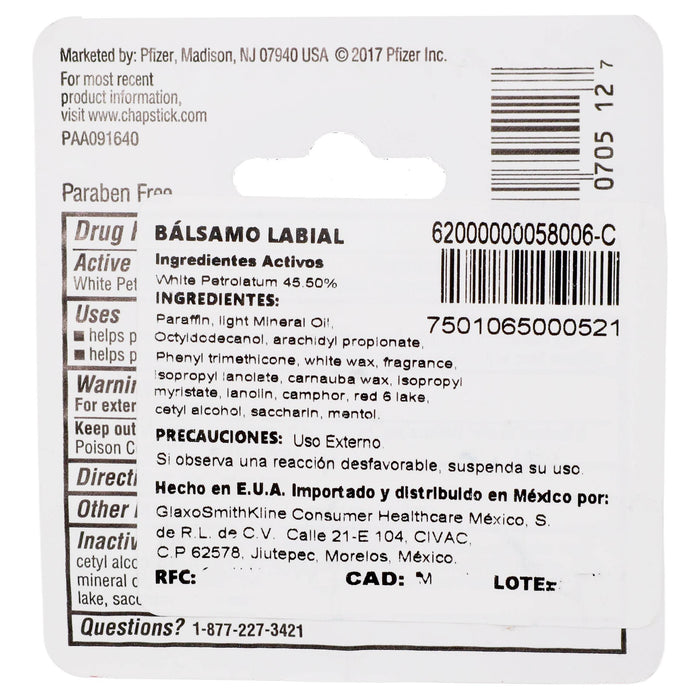 Marketed by: Pfizer, Madison, NJ 07940 USA © 2017 Pfizer Inc.
For most recent
product information,
visit www.chapstick.com
PAA091640
0705 12 7
Paraben Free
Drug
BÁLSAMO LABIAL
62000000058006-C
Active
Ingredientes Activos
White Pet
White Petrolatum 45.50%
7501065000521
INGREDIENTES:
Uses
Paraffin, light Mineral Oil,
helps p
Octyldodecanol, arachidyl propionate,
helps p
Phenyl trimethicone, white wax, fragrance,
Isopropyl lanolete, carnauba wax, isopropyl
Warnin
myristate, lanolin, camphor, red 6 lake,
For exter
cetyl alcohol, saccharin, mentol.
Keep out
PRECAUCIONES: Uso Externo.
Poison C
Si observa una reacción desfavorable, suspenda su uso.
Directi
Hecho en E.U.A. Importado y distribuido en México por:
Other
GlaxoSmithKline Consumer Healthcare México, S.
de R.L. de C.V. Calle 21-E 104, CIVAC,
Inactiv
C.P 62578, Jiutepec, Morelos, México.
cetyl alco
mineral o
RFC: CAD: LOTE:
lake, sacc
Questions? 1-877-227-3421